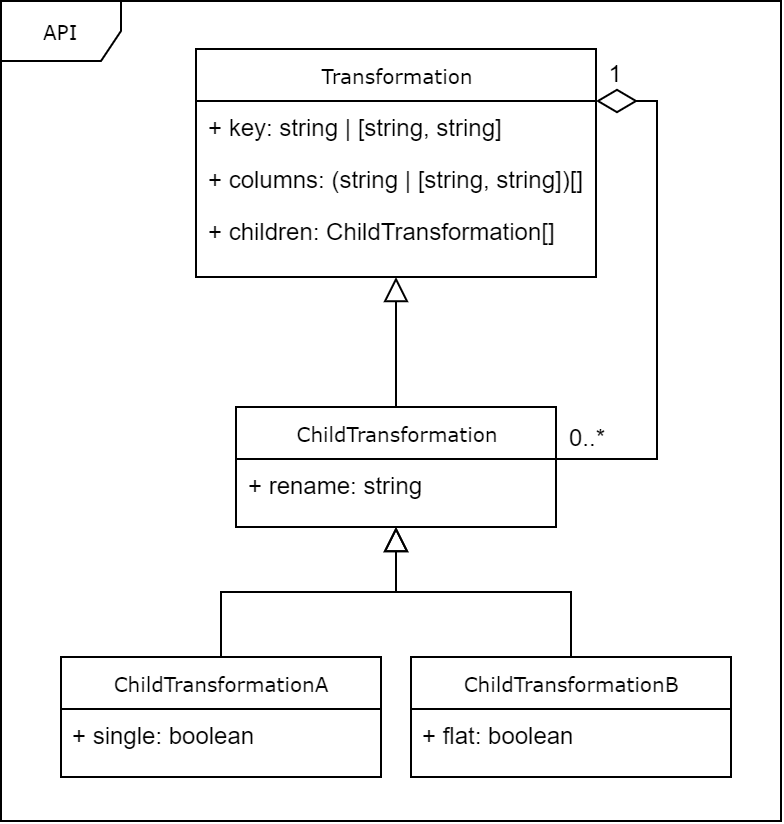 API
Transformation
1
+ key: string | [string, string]
+ columns: (string | [string, string])[]
+ children: ChildTransformation[]
ChildTransformation
0..*
+ rename: string
ChildTransformationA
+ single: boolean
ChildTransformationB
+ flat: boolean